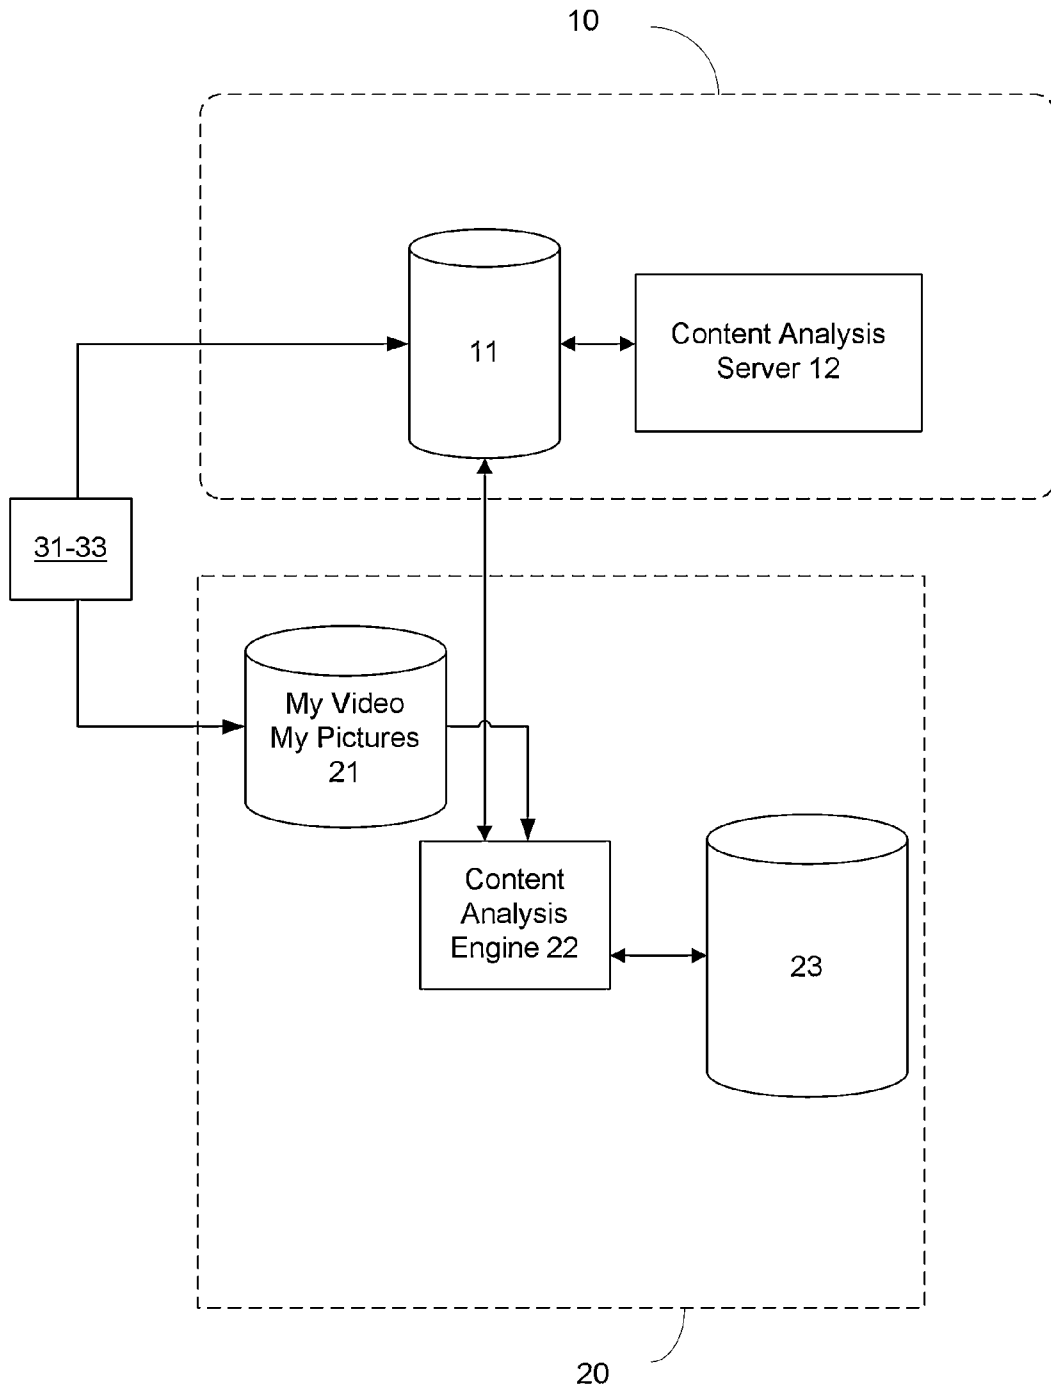 10
11
Content Analysis
Server 12
31-33
My Video
My Pictures
21
Content
Analysis
Engine 22
23
20